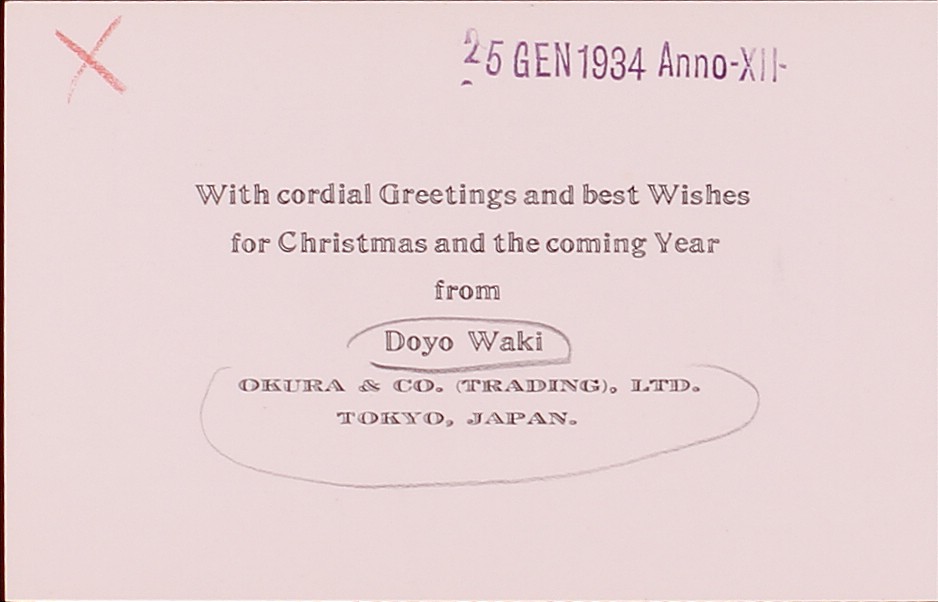 25 GEN 1934 Anno-XII-
With cordial Greetings and best Wishes
for Christmas and the coming Year
from
Doyo Waki
OKURA & CO. (TRADING), LTD.
TOKYO, JAPAN.